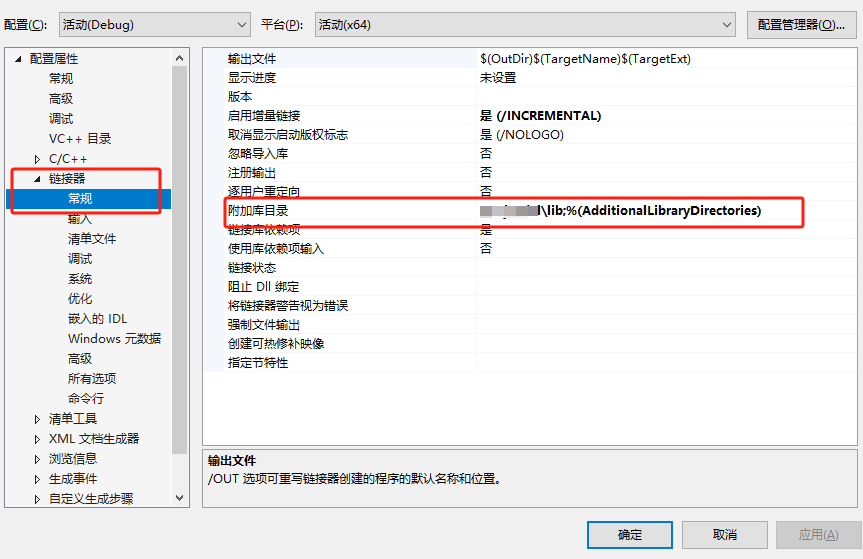 配置(C):
活动(Debug)
平台(P):
活动(x64)
配置管理器(O)...
配置属性
常规
高级
调试
VC++ 目录
C/C++
链接器
常规
输入
清单文件
调试
系统
优化
嵌入的 IDL
Windows 元数据
高级
所有选项
命令行
清单工具
XML 文档生成器
浏览信息
生成事件
自定义生成步骤
输出文件 $(OutDir)$(TargetName)$(TargetExt)
显示进度 未设置
版本
启用增量链接 是 (/INCREMENTAL)
取消显示启动版权标志 是 (/NOLOGO)
忽略导入库 否
注册输出 否
逐用户重定向 否
附加库目录 \lib;%(AdditionalLibraryDirectories)
链接库依赖项 是
使用库依赖项输入 否
链接状态
阻止 Dll 绑定
将链接器警告视为错误
强制文件输出
创建可热修补映像
指定节特性
输出文件
/OUT 选项可重写链接器创建的程序的默认名称和位置。
确定
取消
应用(A)